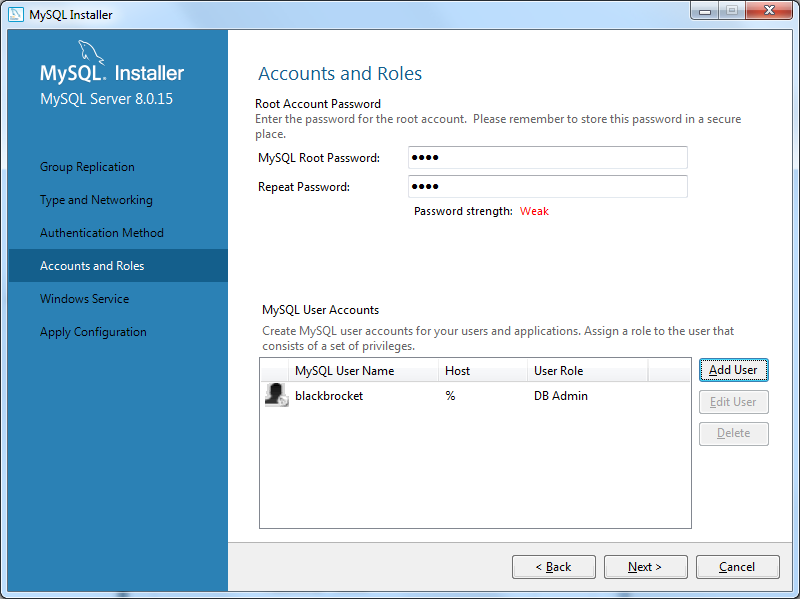 MySQL Installer
MySQL. Installer
MySQL Server 8.0.15
Group Replication
Type and Networking
Authentication Method
Accounts and Roles
Windows Service
Apply Configuration
Accounts and Roles
Root Account Password
Enter the password for the root account. Please remember to store this password in a secure
place.
MySQL Root Password: ●●●●
Repeat Password: ●●●●
Password strength: Weak
MySQL User Accounts
Create MySQL user accounts for your users and applications. Assign a role to the user that
consists of a set of privileges.
MySQL User Name Host User Role
blackbrocket % DB Admin
Add User
Edit User
Delete
< Back Next > Cancel